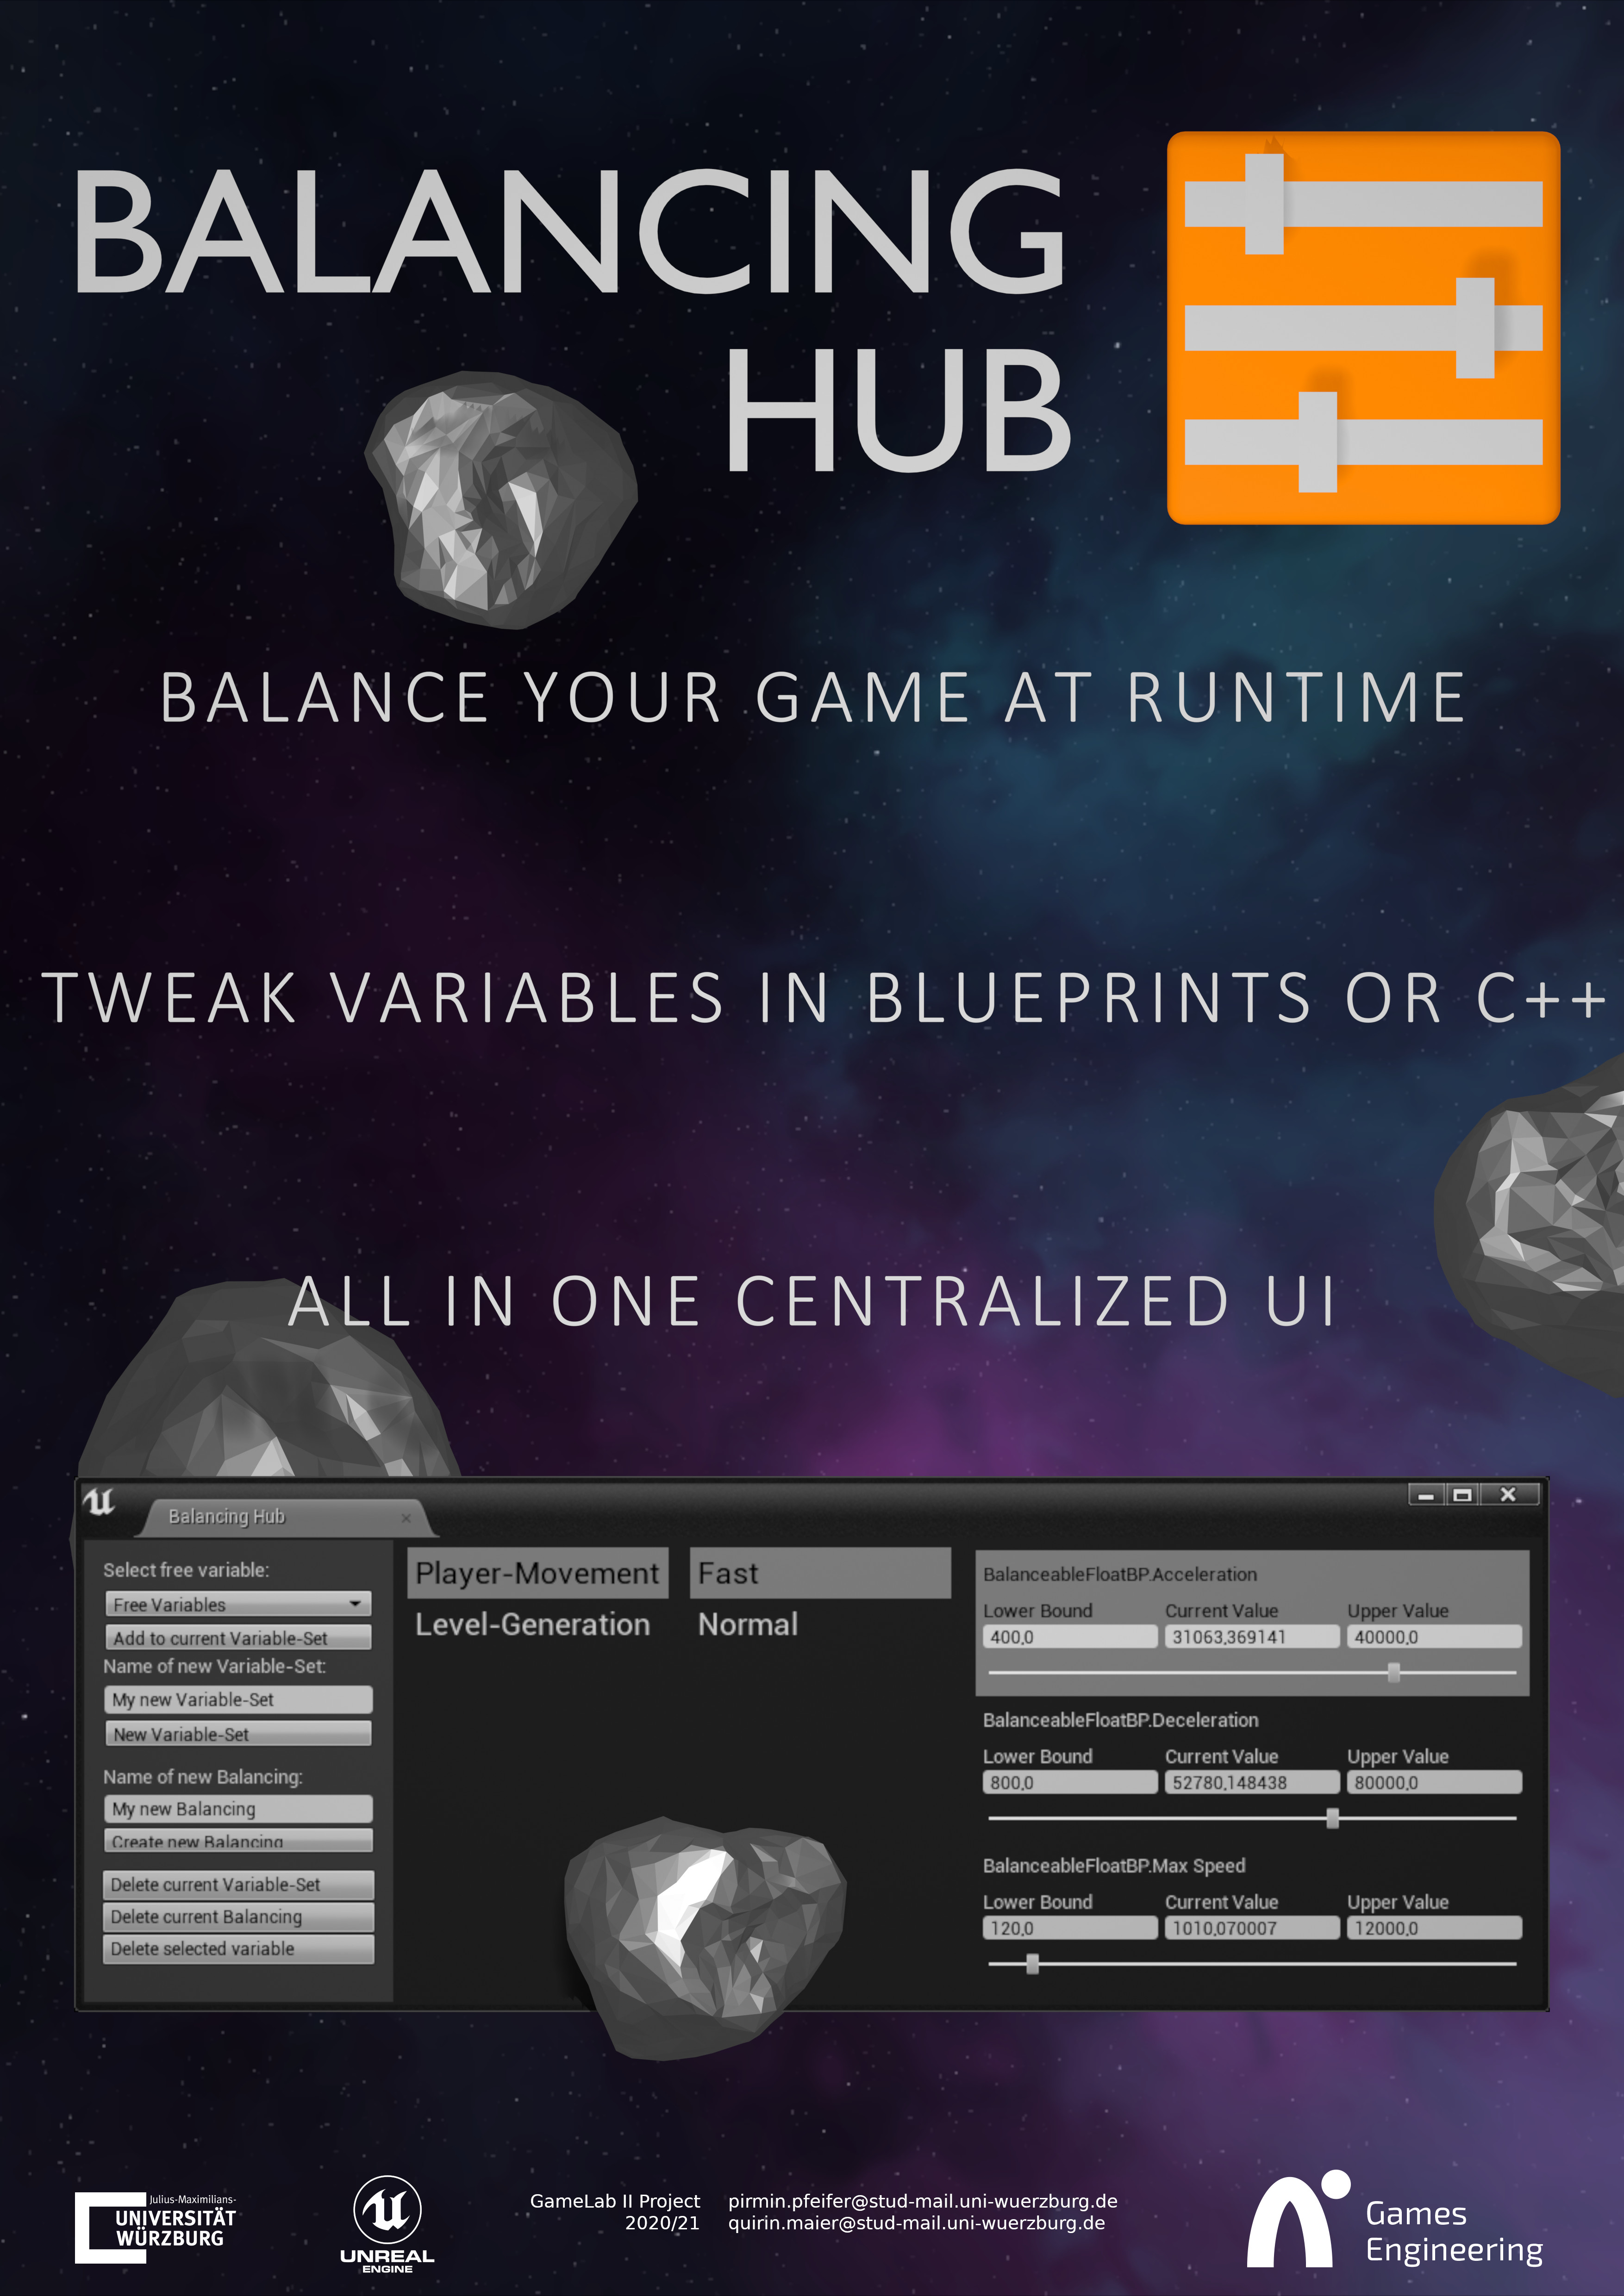 BALANCING
HUB
BALANCE YOUR GAME AT RUNTIME
TWEAK VARIABLES IN BLUEPRINTS OR C++
ALL IN ONE CENTRALIZED UI
Balancing Hub
Select free variable:
Free Variables
Add to current Variable-Set
Name of new Variable-Set:
My new Variable-Set
New Variable-Set
Name of new Balancing:
My new Balancing
Create new Balancing
Delete current Variable-Set
Delete current Balancing
Delete selected variable
Player-Movement
Level-Generation
Fast
Normal
BalanceableFloatBP.Acceleration
Lower Bound Current Value Upper Value
400,0 31063,369141 40000,0
BalanceableFloatBP.Deceleration
Lower Bound Current Value Upper Value
800,0 52780,148438 80000,0
BalanceableFloatBP.Max Speed
Lower Bound Current Value Upper Value
120,0 1010,070007 12000,0
Julius-Maximilians-
UNIVERSITÄT
WÜRZBURG
UNREAL
ENGINE
GameLab II Project
2020/21
pirmin.pfeifer@stud-mail.uni-wuerzburg.de
quirin.maier@stud-mail.uni-wuerzburg.de
Games
Engineering